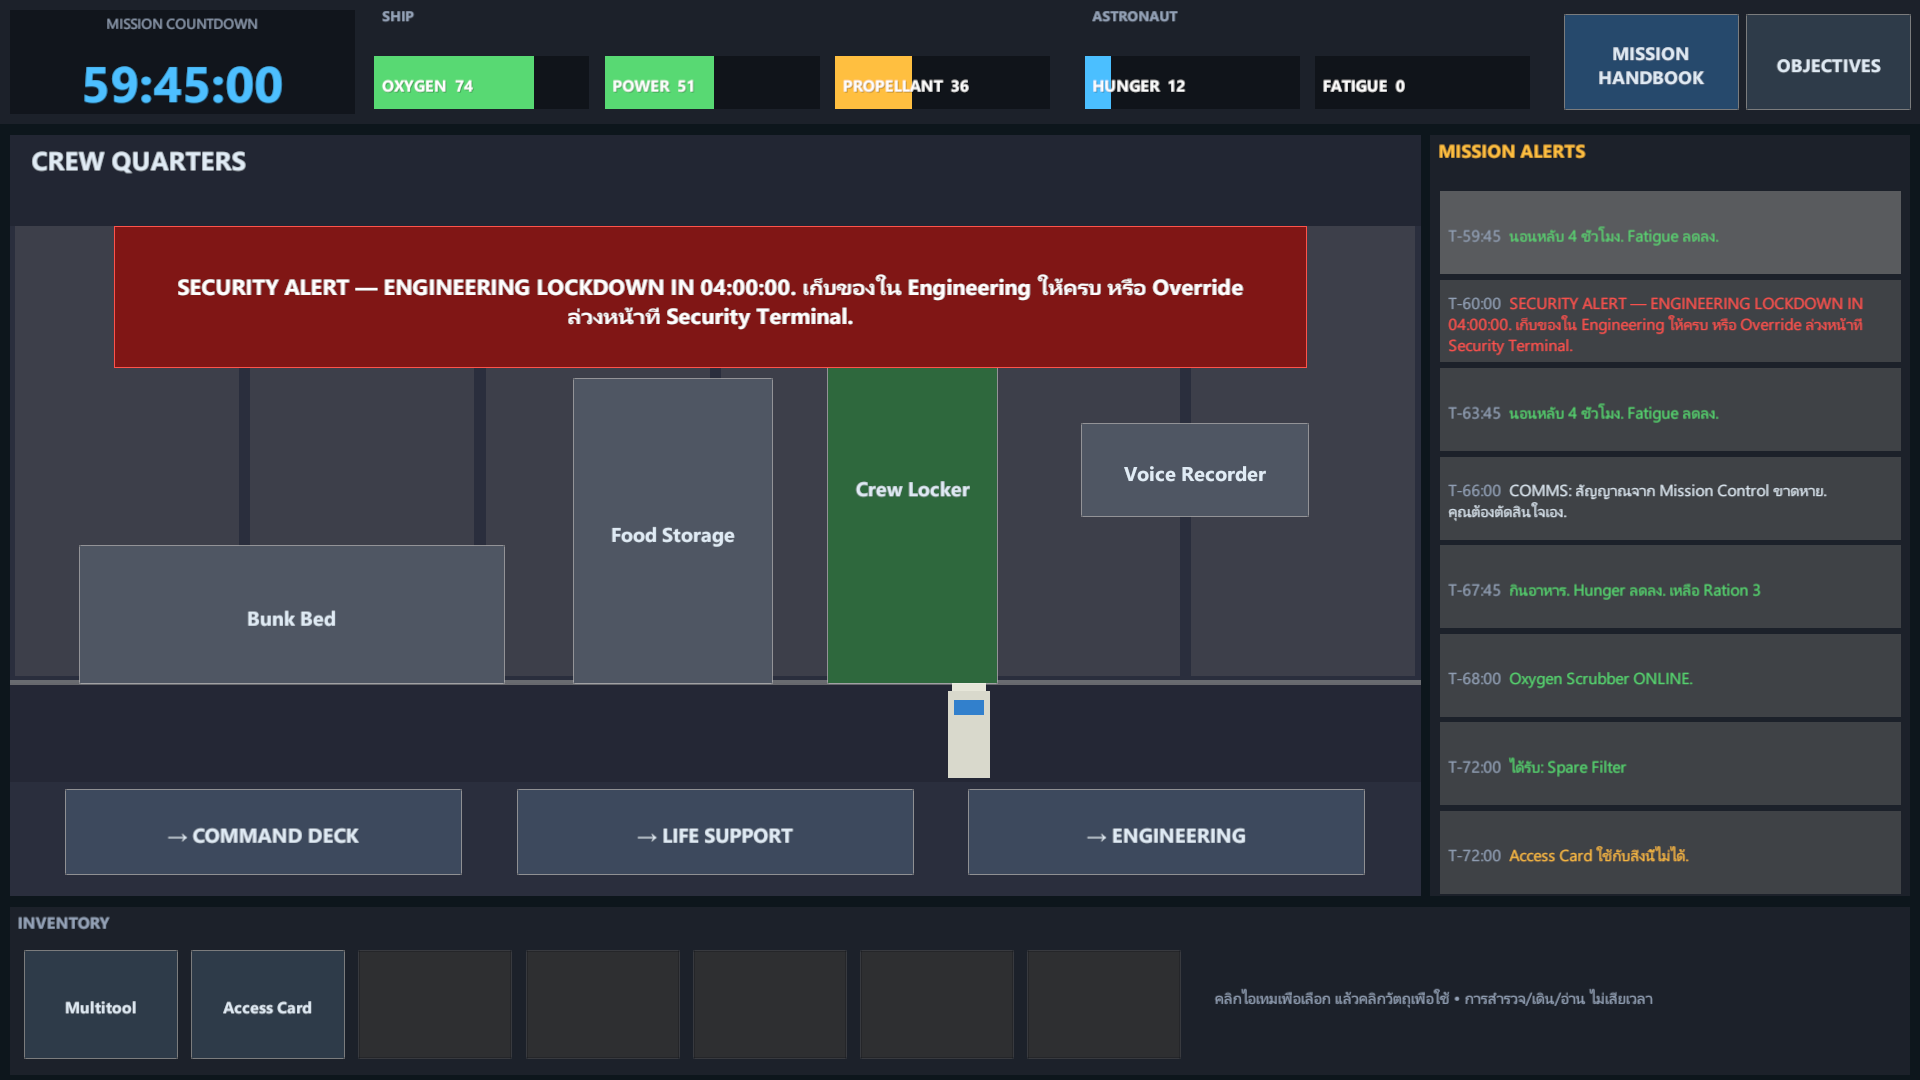 MISSION COUNTDOWN
59:45:00
SHIP
OXYGEN 74
POWER 51
PROPELLANT 36
ASTRONAUT
HUNGER 12
FATIGUE 0
MISSION
HANDBOOK
OBJECTIVES
CREW QUARTERS
SECURITY ALERT — ENGINEERING LOCKDOWN IN 04:00:00. เก็บของใน Engineering ให้ครบ หรือ Override
ล่วงหน้าที่ Security Terminal.
Bunk Bed
Food Storage
Crew Locker
Voice Recorder
→ COMMAND DECK
→ LIFE SUPPORT
→ ENGINEERING
MISSION ALERTS
T-59:45 นอนหลับ 4 ชั่วโมง. Fatigue ลดลง.
T-60:00 SECURITY ALERT — ENGINEERING LOCKDOWN IN
04:00:00. เก็บของใน Engineering ให้ครบ หรือ Override ล่วงหน้าที่
Security Terminal.
T-63:45 นอนหลับ 4 ชั่วโมง. Fatigue ลดลง.
T-66:00 COMMS: สัญญาณจาก Mission Control ขาดหาย.
คุณต้องตัดสินใจเอง.
T-67:45 กินอาหาร. Hunger ลดลง. เหลือ Ration 3
T-68:00 Oxygen Scrubber ONLINE.
T-72:00 ได้รับ: Spare Filter
T-72:00 Access Card ใช้กับสิ่งนี้ไม่ได้.
INVENTORY
Multitool
Access Card
คลิกไอเทมเพื่อเลือก แล้วคลิกวัตถุเพื่อใช้ • การสำรวจ/เดิน/อ่าน ไม่เสียเวลา